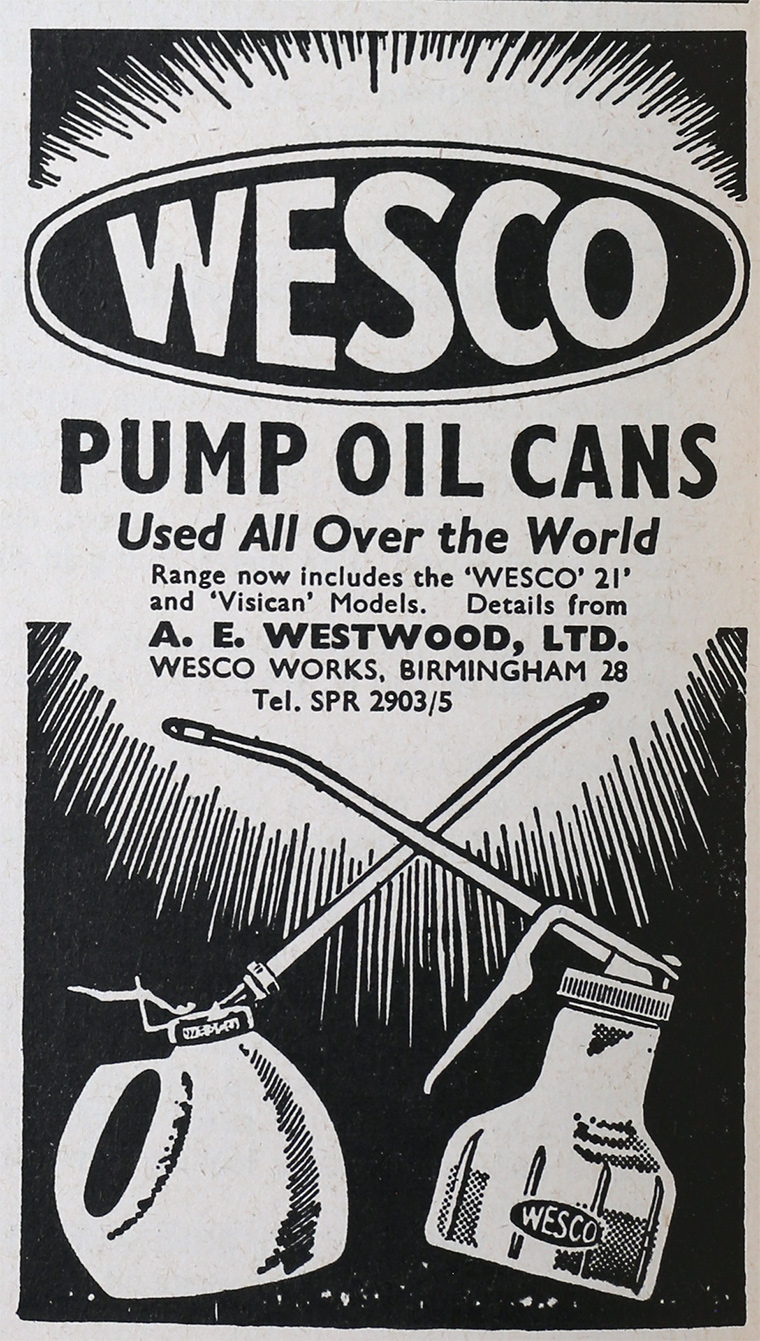 WESCO
PUMP OIL CANS
Used All Over the World
Range now includes the ‘WESCO’ 21’
and ‘Visican’ Models. Details from
A. E. WESTWOOD, LTD.
WESCO WORKS, BIRMINGHAM 28
Tel. SPR 2903/5
WESCO